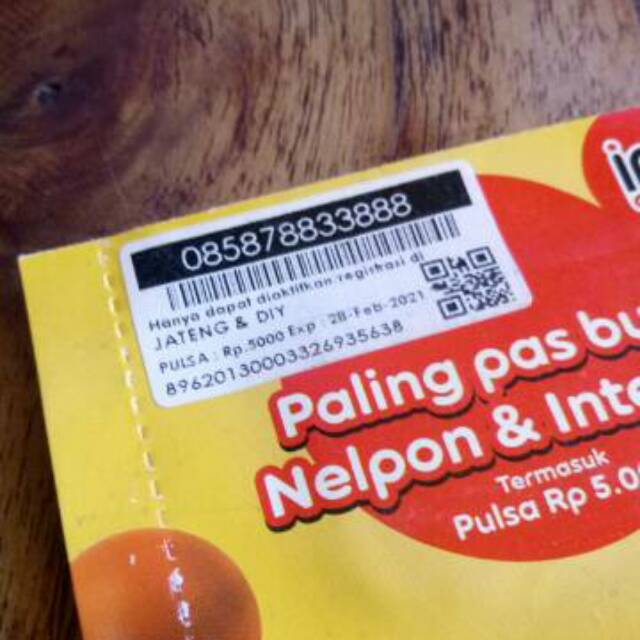 085878833888
Hanya dapat diaktifkan/registrasi di
JATENG & DIY
PULSA : Rp.5000 Exp : 28-Feb-2021
89620130003326935638
Paling pas bu
Nelpon & Inte
Termasuk
Pulsa Rp 5.0